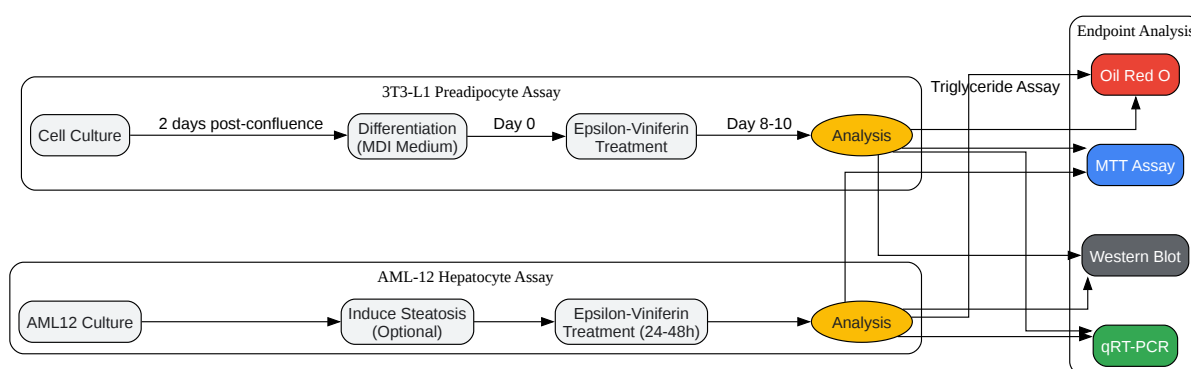 Endpoint Analysis
Oil Red O
Triglyceride Assay
3T3-L1 Preadipocyte Assay
Cell Culture
2 days post-confluence
Differentiation
(MDI Medium)
Day 0
Epsilon-Viniferin
Treatment
Day 8-10
Analysis
MTT Assay
Western Blot
AML-12 Hepatocyte Assay
AML12 Culture
Induce Steatosis
(Optional)
Epsilon-Viniferin
Treatment (24-48h)
Analysis
qRT-PCR